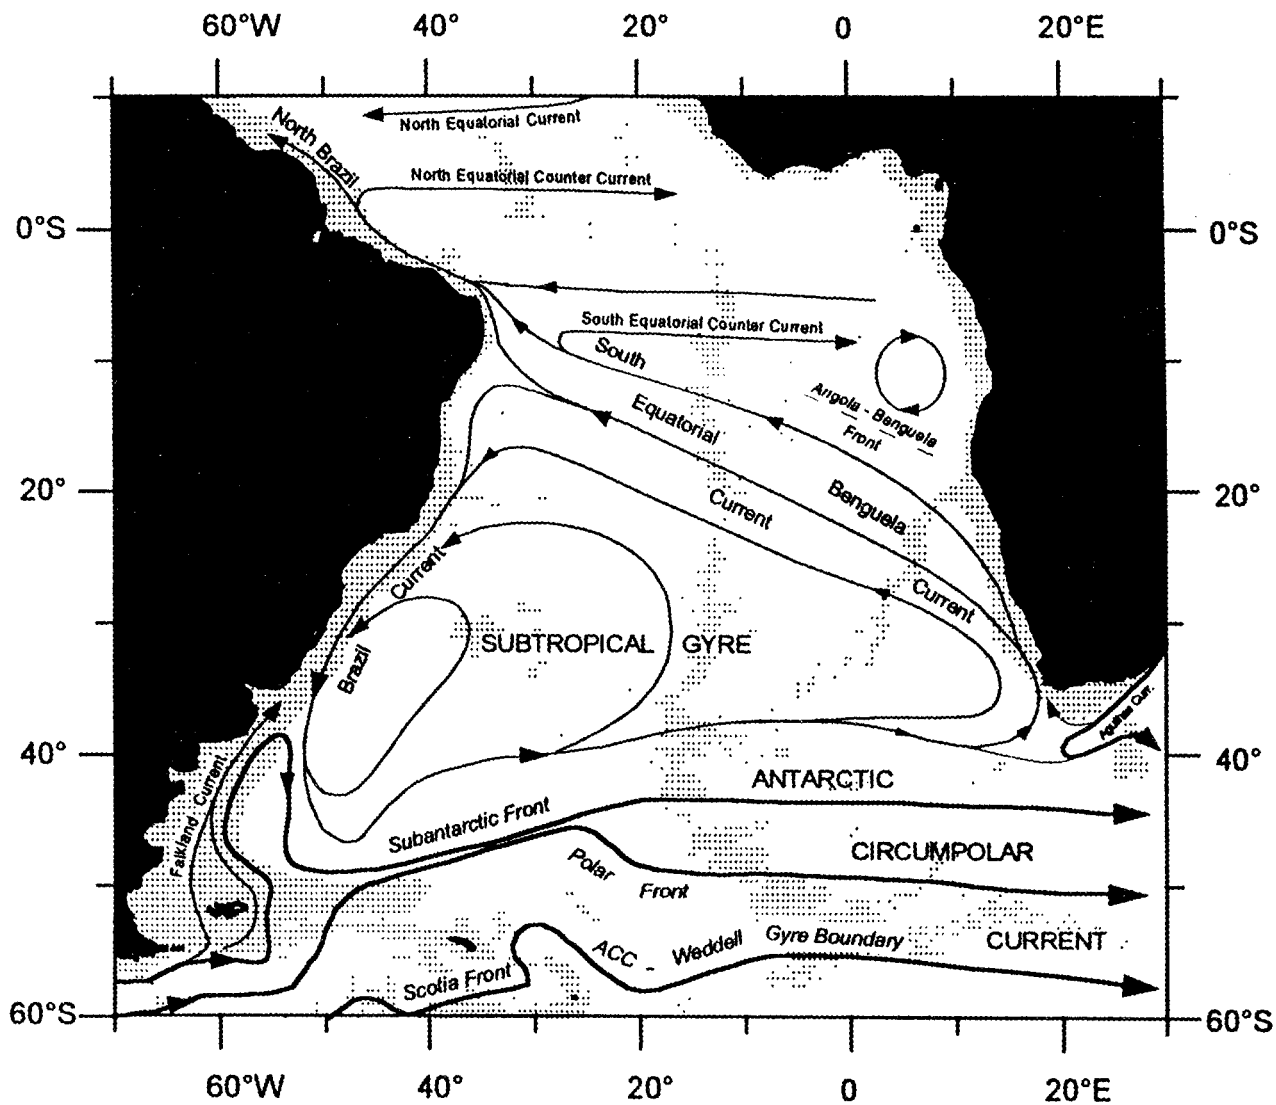 60°W 40° 20° 0 20°E
North Equatorial Current
North Brazil
North Equatorial Counter Current
0°S 0°S
South Equatorial Counter Current
South
Equatorial
Current
Angola - Benguela
Front
Benguela
Current
20° 20°
Current
Brazil
SUBTROPICAL GYRE
Agulhas Curr.
40° 40°
Falkland Current
ANTARCTIC
Subantarctic Front
CIRCUMPOLAR
Polar
Front
CURRENT
ACC - Weddell Gyre Boundary
Scotia Front
60°S 60°S
60°W 40° 20° 0 20°E